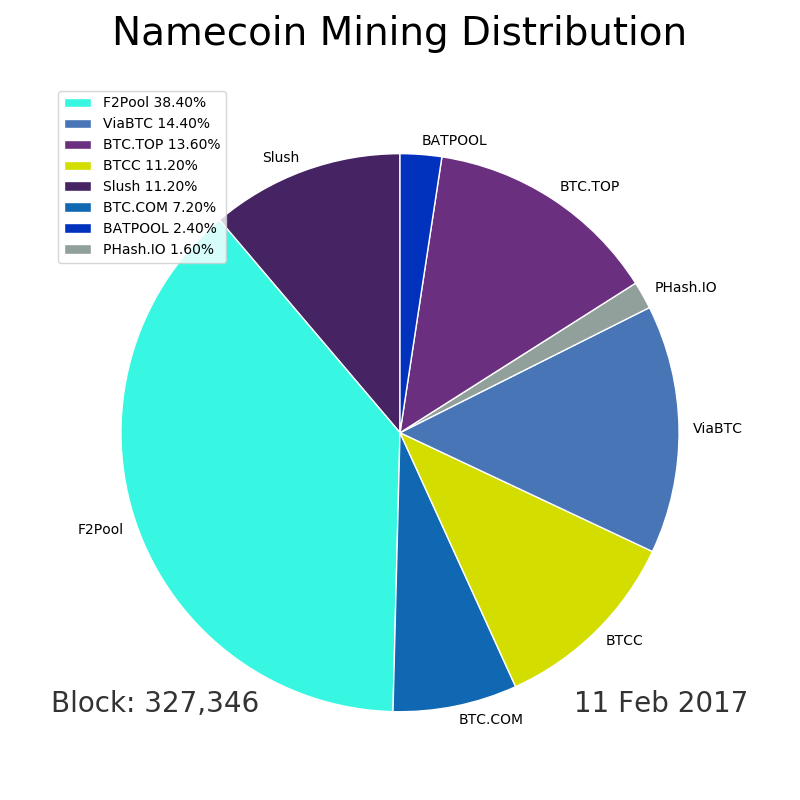 Namecoin Mining Distribution
F2Pool 38.40%
ViaBTC 14.40%
BTC.TOP 13.60%
BTCC 11.20%
Slush 11.20%
BTC.COM 7.20%
BATPOOL 2.40%
PHash.IO 1.60%
BATPOOL
Slush
BTC.TOP
PHash.IO
ViaBTC
F2Pool
BTCC
BTC.COM
Block: 327,346
11 Feb 2017